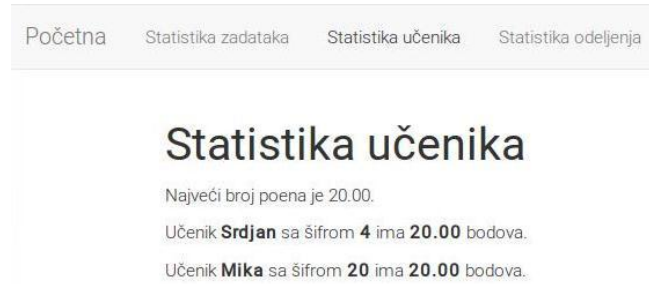 Početna Statistika zadataka Statistika učenika Statistika odeljenja
Statistika učenika
Najveći broj poena je 20.00.
Učenik Srdjan sa šifrom 4 ima 20.00 bodova.
Učenik Mika sa šifrom 20 ima 20.00 bodova.